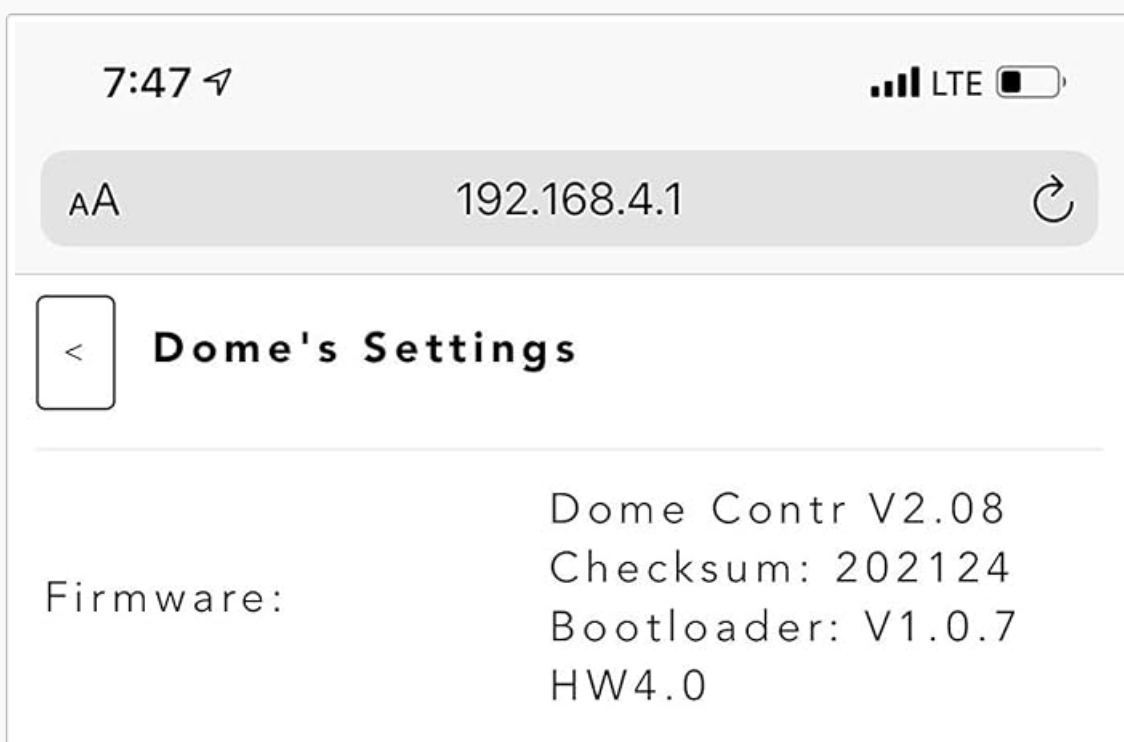 7:47 LTE
AA 192.168.4.1
< Dome's Settings
Firmware:
Dome Contr V2.08
Checksum: 202124
Bootloader: V1.0.7
HW4.0